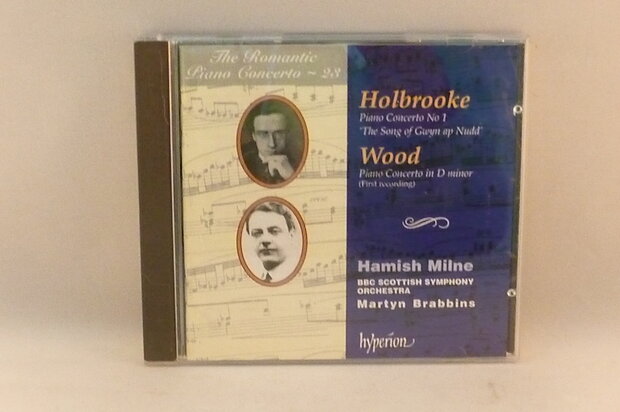 The Romantic
Piano Concerto ~ 23
Holbrooke
Piano Concerto No 1
'The Song of Gwyn ap Nudd'
Wood
Piano Concerto in D minor
(First recording)
Hamish Milne
BBC SCOTTISH SYMPHONY
ORCHESTRA
Martyn Brabbins
hyperion